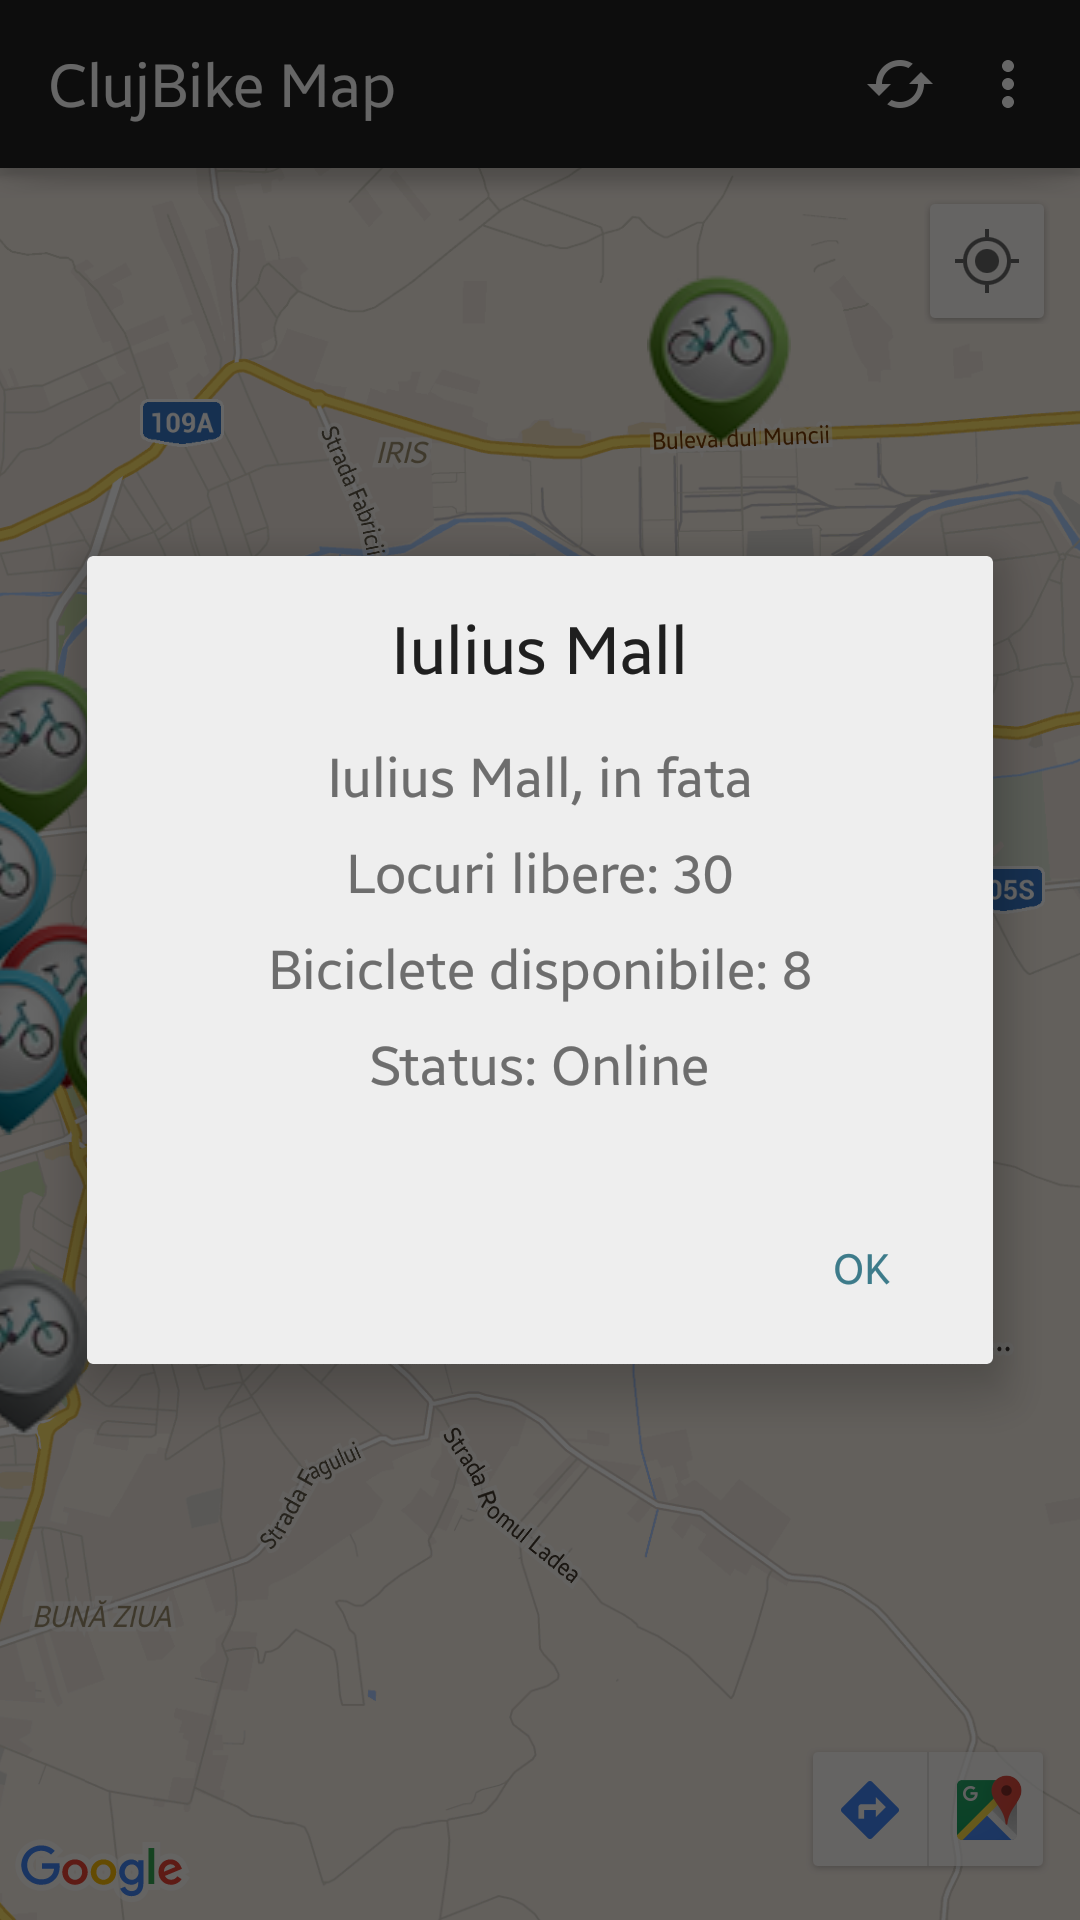 ClujBike Map
109A
Strada Fabricii
IRIS
Bulevardul Muncii
Iulius Mall
Iulius Mall, in fata
Locuri libere: 30
05S
Biciclete disponibile: 8
Status: Online
OK
..
Strada Fagului
Strada Romul Ladea
BUNĂ ZIUA
G
Google